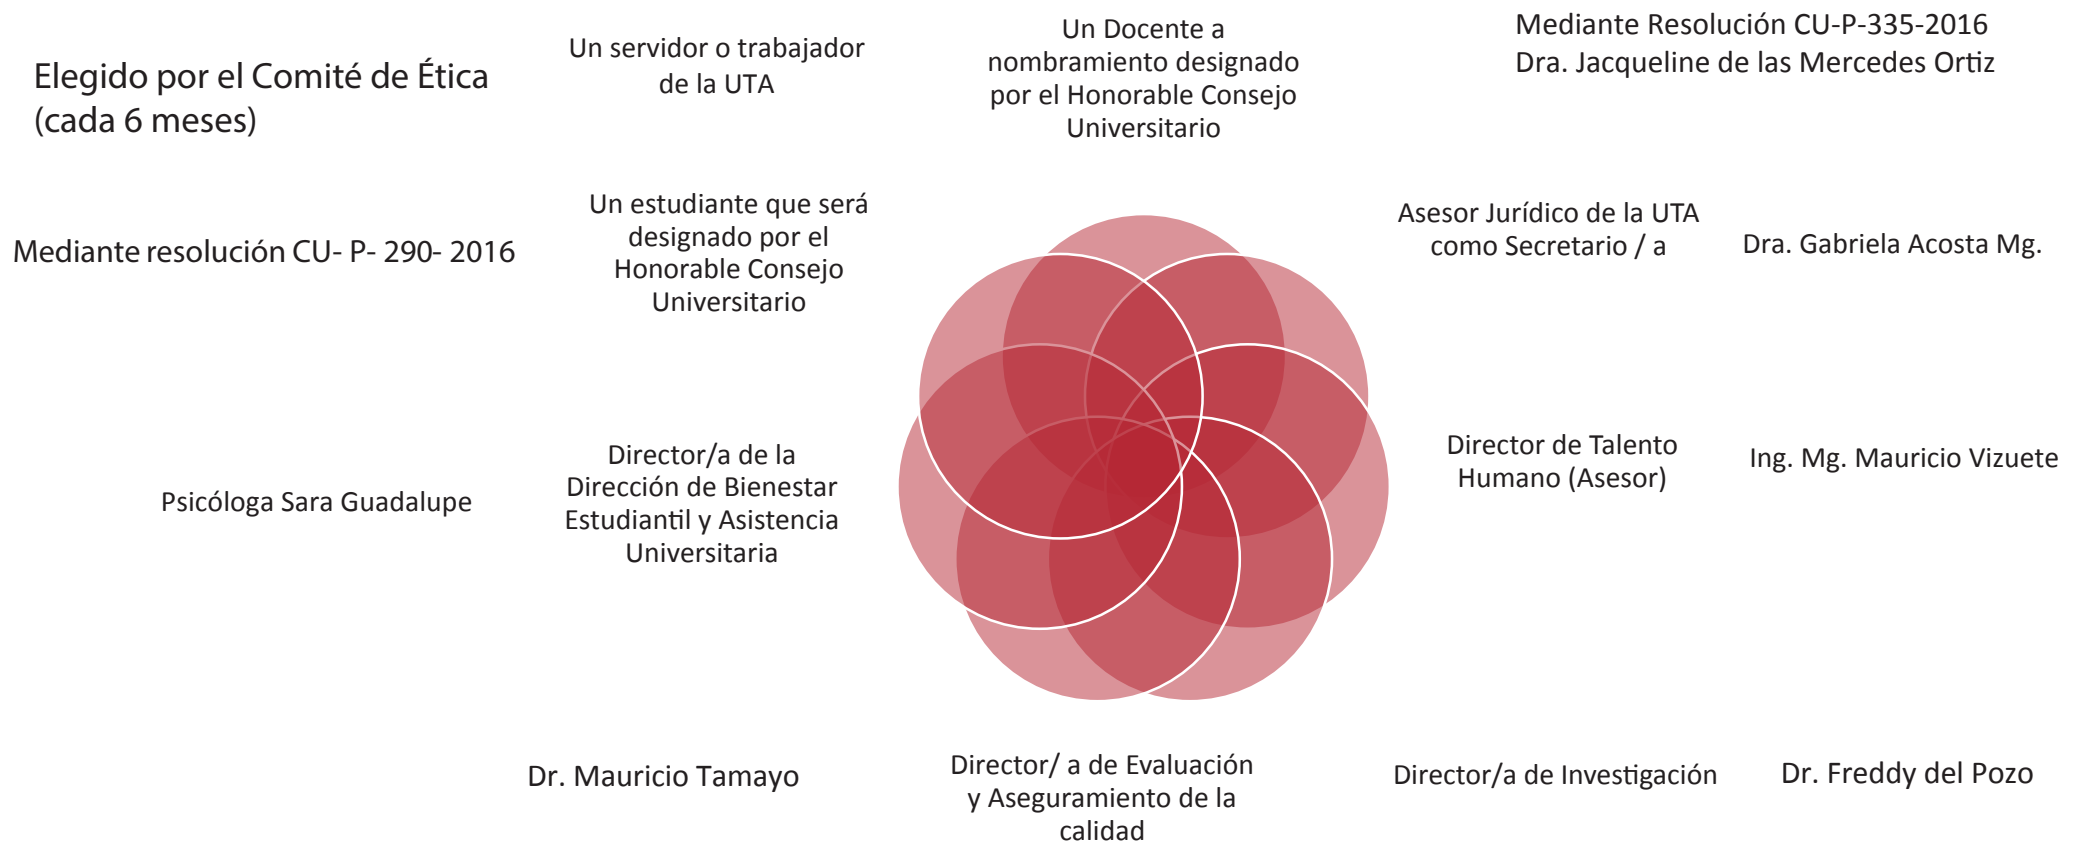 Elegido por el Comité de Ética
(cada 6 meses)
Un servidor o trabajador
de la UTA
Un Docente a
nombramiento designado
por el Honorable Consejo
Universitario
Mediante Resolución CU-P-335-2016
Dra. Jacqueline de las Mercedes Ortiz
Mediante resolución CU- P- 290- 2016
Un estudiante que será
designado por el
Honorable Consejo
Universitario
Asesor Jurídico de la UTA
como Secretario / a
Dra. Gabriela Acosta Mg.
Psicóloga Sara Guadalupe
Director/a de la
Dirección de Bienestar
Estudiantil y Asistencia
Universitaria
Director de Talento
Humano (Asesor)
Ing. Mg. Mauricio Vizuete
Dr. Mauricio Tamayo
Director/ a de Evaluación
y Aseguramiento de la
calidad
Director/a de Investigación
Dr. Freddy del Pozo